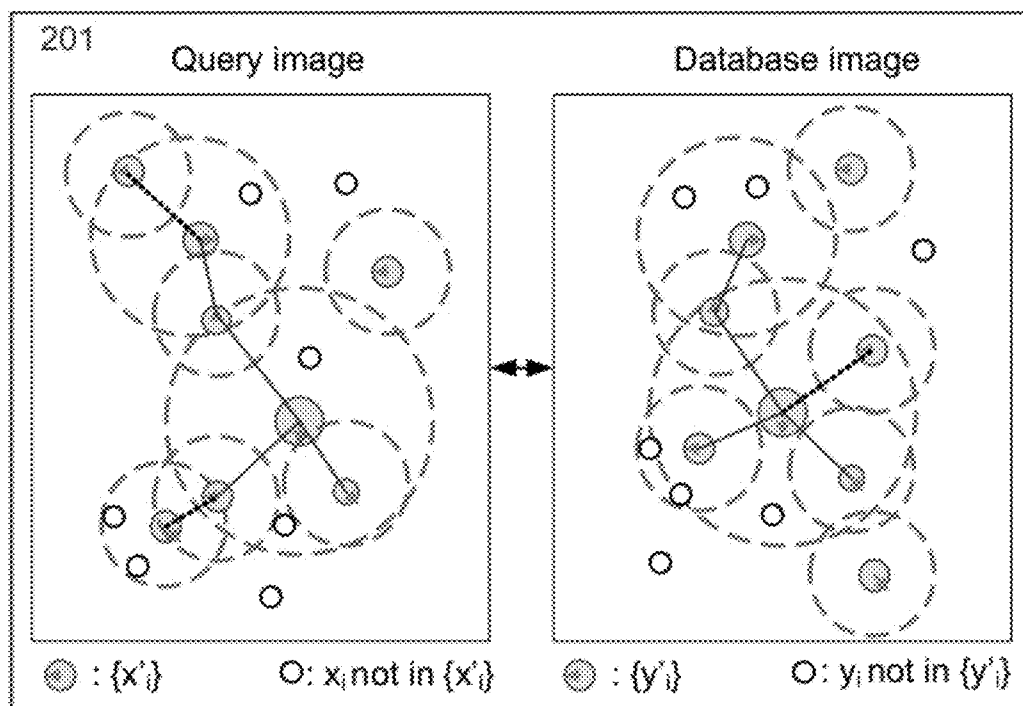 201
Query image
Database image
: {x'ᵢ}
O: xᵢ not in {x'ᵢ}
: {y'ᵢ}
O: yᵢ not in {y'ᵢ}